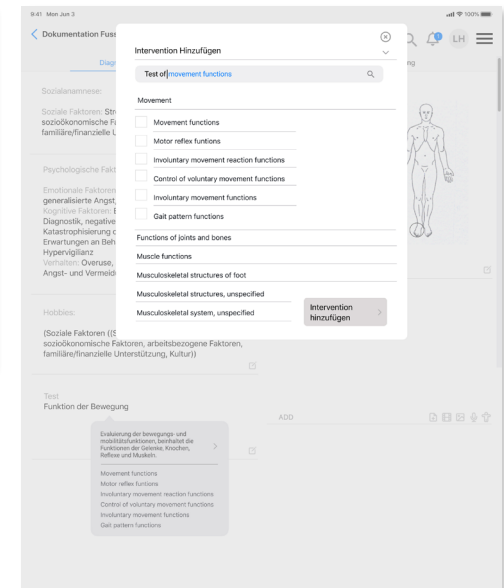 9:41 Mon Jun 3
100%
Dokumentation Fuss
LH
Diagn
ng
Intervention Hinzufügen
Test of movement functions
Movement
Movement functions
Motor reflex funtions
Involuntary movement reaction functions
Control of voluntary movement functions
Involuntary movement functions
Gait pattern functions
Functions of joints and bones
Muscle functions
Musculoskeletal structures of foot
Musculoskeletal structures, unspecified
Musculoskeletal system, unspecified
Intervention
hinzufügen
Sozialanamnese:
Soziale Faktoren: Str
sozioökonomische Fa
familiäre/finanzielle U
Psychologische Fakt
Emotionale Faktoren
generalisierte Angst,
Kognitive Faktoren: E
Diagnostik, negative
Katastrophisierung o
Erwartungen an Beh
Hypervigilianz
Verhalten: Overuse,
Angst- und Vermeid
Hobbies:
(Soziale Faktoren ((S
sozioökonomische Faktoren, arbeitsbezogene Faktoren,
familiäre/finanzielle Unterstützung, Kultur))
Test
Funktion der Bewegung
ADD
Evaluierung der bewegungs- und
mobilitätsfunktionen, beinhaltet die
Funktionen der Gelenke, Knochen,
Reflexe und Muskeln.
Movement functions
Motor reflex funtions
Involuntary movement reaction functions
Control of voluntary movement functions
Involuntary movement functions
Gait pattern functions